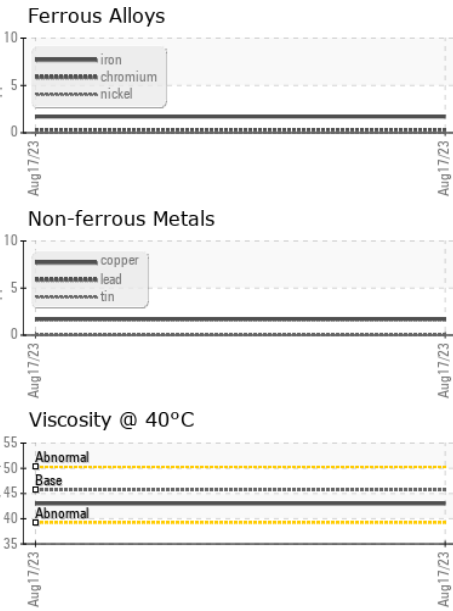 Ferrous Alloys
10
5
0
iron
chromium
nickel
Aug17/23
Aug17/23
Non-ferrous Metals
10
5
0
copper
lead
tin
Aug17/23
Aug17/23
Viscosity @ 40°C
55
50
45
40
35
Abnormal
Base
Abnormal
Aug17/23
Aug17/23